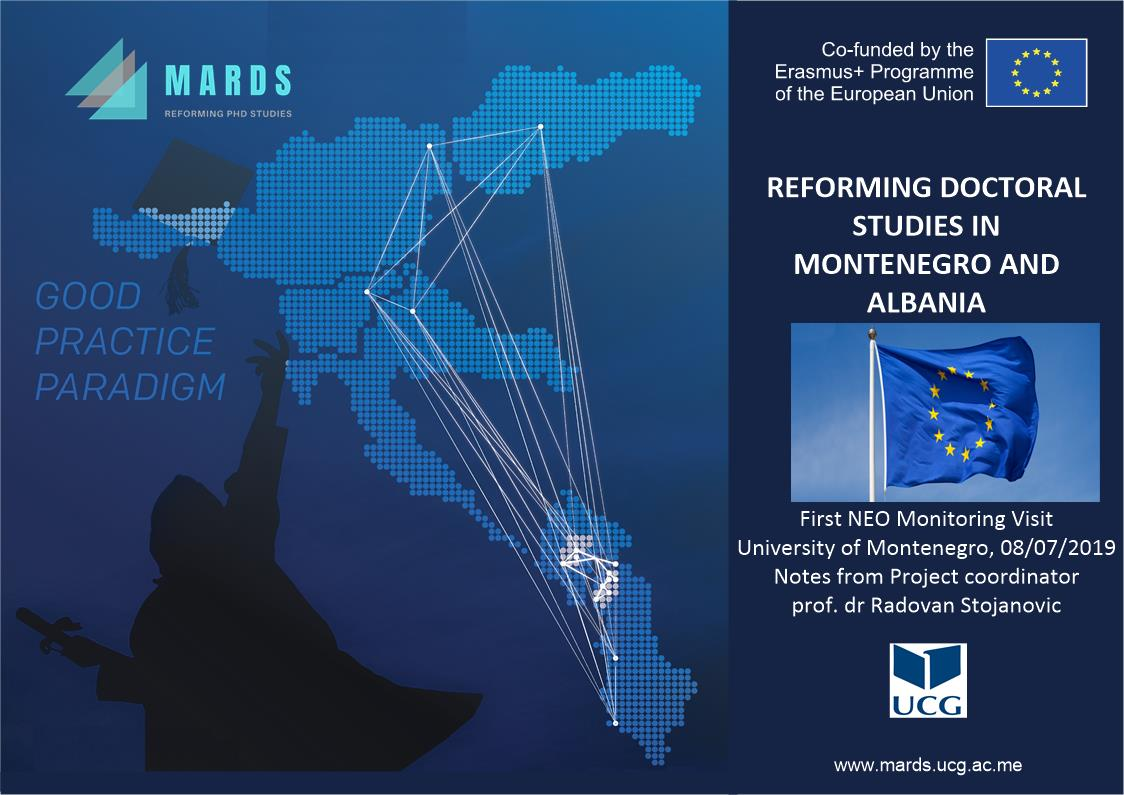 MARDS
REFORMING PHD STUDIES
GOOD
PRACTICE
PARADIGM
Co-funded by the
Erasmus+ Programme
of the European Union
REFORMING DOCTORAL
STUDIES IN
MONTENEGRO AND
ALBANIA
First NEO Monitoring Visit
University of Montenegro, 08/07/2019
Notes from Project coordinator
prof. dr Radovan Stojanovic
UCG
www.mards.ucg.ac.me